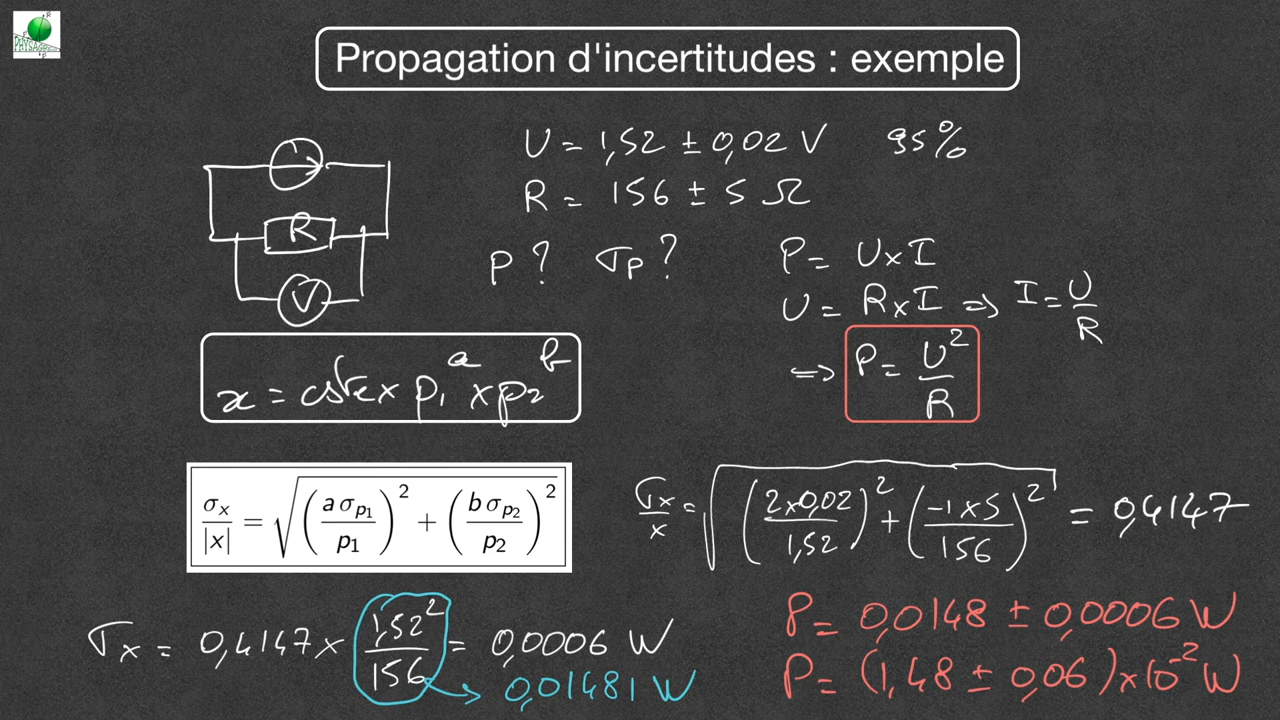 Propagation d'incertitudes : exemple
U = 1,52 ± 0,02 V 95%
R = 156 ± 5 Ω
I
R
V
P ? σP ?
P = U x I
U = R x I => I = U/R
<=> P = U²/R
x = cste x p₁^a x p₂^b
σx/|x| = √((a σp₁/p₁)² + (b σp₂/p₂)²)
σx/x = √((2x0,02/1,52)² + (-1x5/156)²) = 0,4147
σx = 0,4147 x 1,52²/156 = 0,0006 W
0,01481 W
P = 0,0148 ± 0,0006 W
P = (1,48 ± 0,06) x 10⁻² W